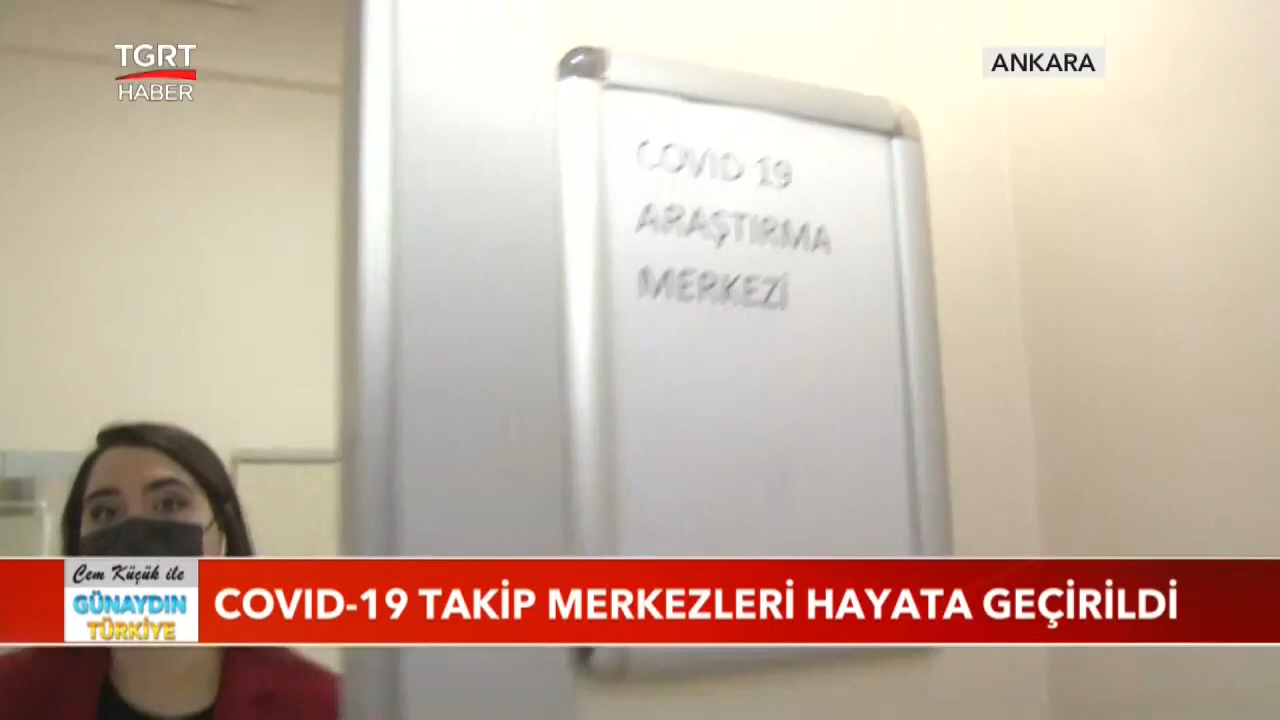 TGRT
HABER
ANKARA
COVID 19
ARAŞTIRMA
MERKEZİ
Cem Küçük ile
GÜNAYDIN
TÜRKİYE
COVID-19 TAKİP MERKEZLERİ HAYATA GEÇİRİLDİ